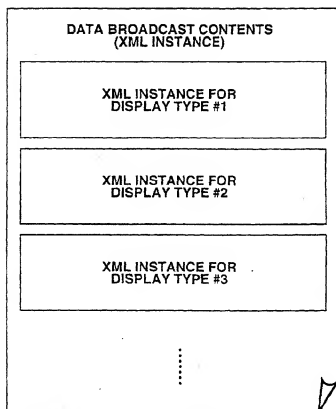 DATA BROADCAST CONTENTS
(XML INSTANCE)
XML INSTANCE FOR
DISPLAY TYPE #1
XML INSTANCE FOR
DISPLAY TYPE #2
XML INSTANCE FOR
DISPLAY TYPE #3